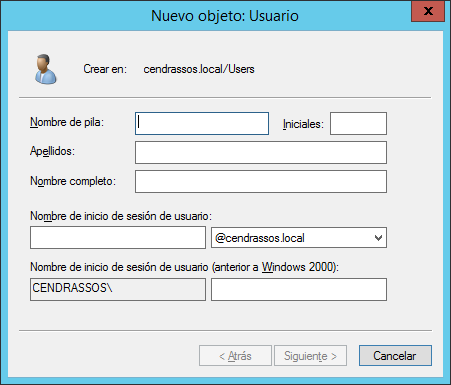 Nuevo objeto: Usuario
x
Crear en: cendrassos.local/Users
Nombre de pila: Iniciales:
Apellidos:
Nombre completo:
Nombre de inicio de sesión de usuario:
@cendrassos.local
Nombre de inicio de sesión de usuario (anterior a Windows 2000):
CENDRASSOS\
< Atrás Siguiente > Cancelar